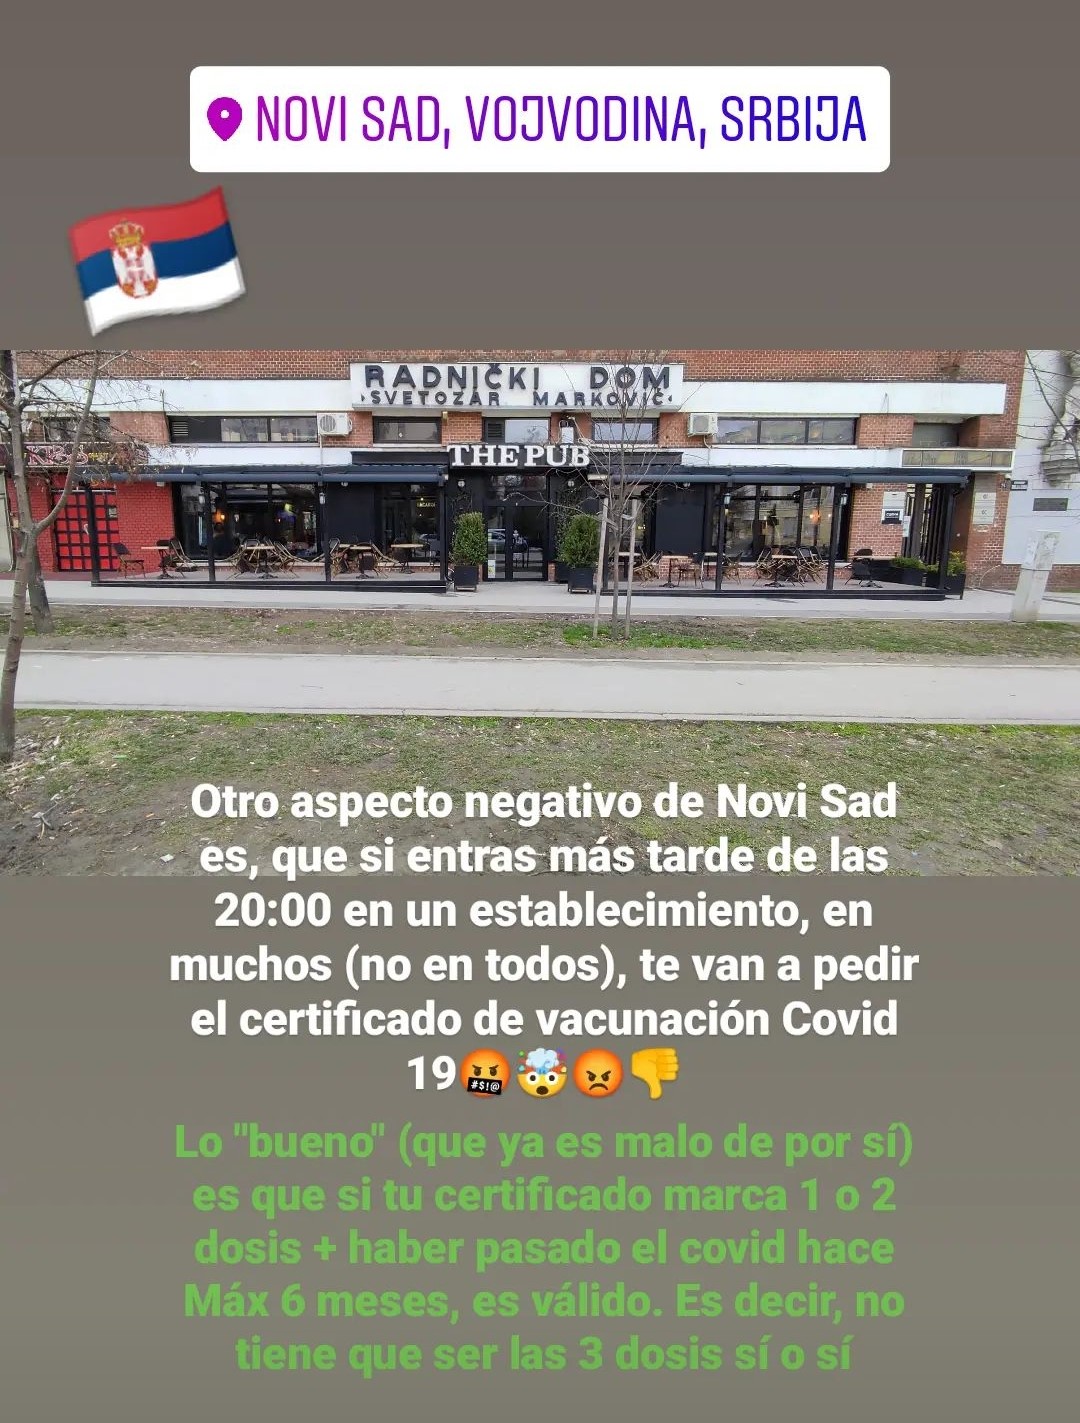 NOVI SAD, VOJVODINA, SRBIJA
RADNIČKI DOM
SVETOZAR MARKOVIĆ
THE PUB
Otro aspecto negativo de Novi Sad
es, que si entras más tarde de las
20:00 en un establecimiento, en
muchos (no en todos), te van a pedir
el certificado de vacunación Covid
19🤬🤯😡👎
Lo "bueno" (que ya es malo de por sí)
es que si tu certificado marca 1 o 2
dosis + haber pasado el covid hace
Máx 6 meses, es válido. Es decir, no
tiene que ser las 3 dosis sí o sí